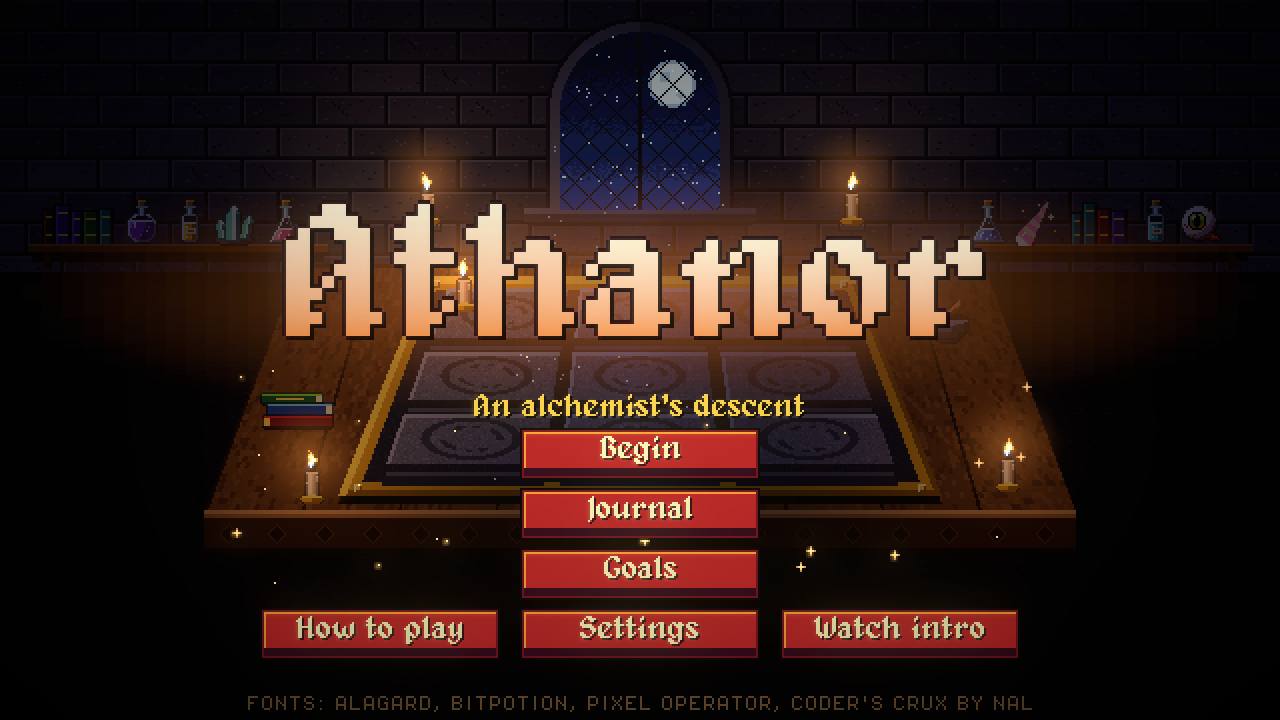 Athanor
An alchemist's descent
Begin
Journal
Goals
How to play
Settings
Watch intro
FONTS: ALAGARD, BITPOTION, PIXEL OPERATOR, CODER'S CRUX BY NAL